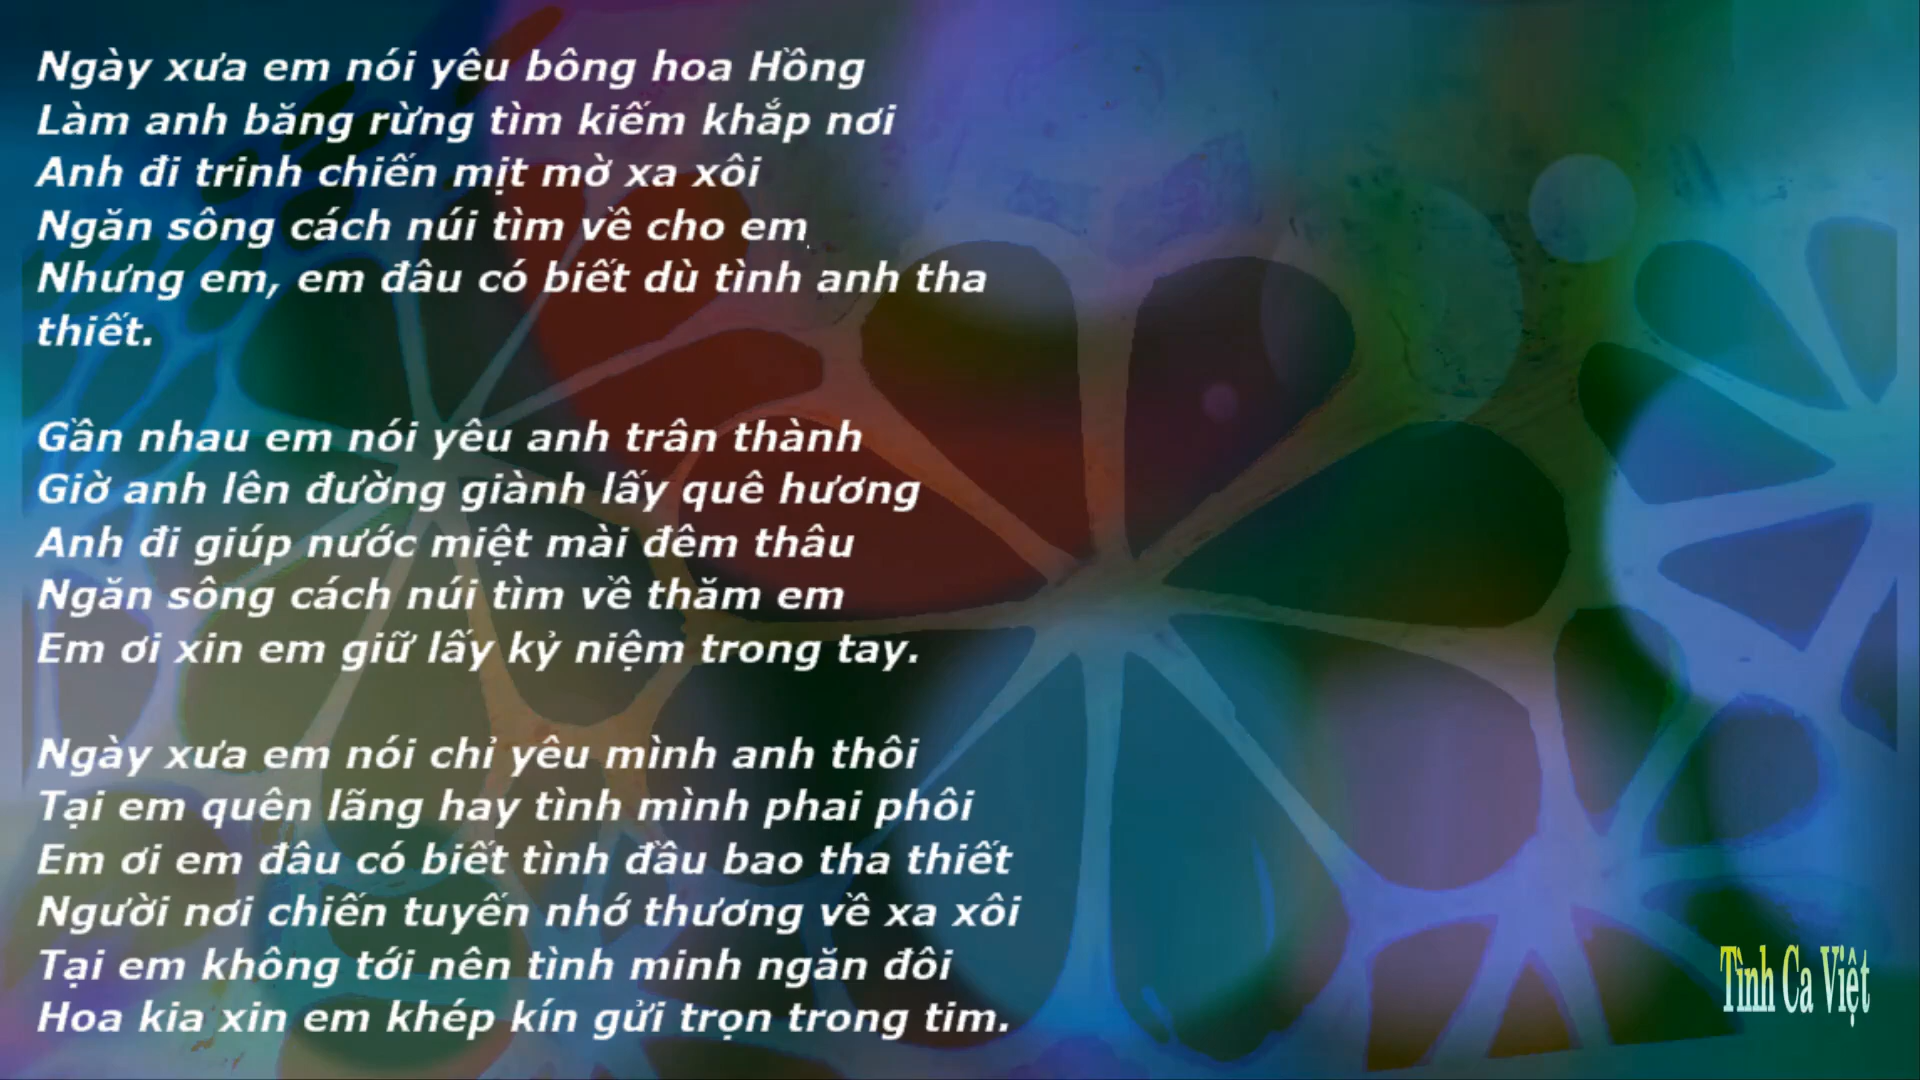 Ngày xưa em nói yêu bông hoa Hồng
Làm anh băng rừng tìm kiếm khắp nơi
Anh đi trinh chiến mịt mờ xa xôi
Ngăn sông cách núi tìm về cho em
Nhưng em, em đâu có biết dù tình anh tha
thiết.
Gần nhau em nói yêu anh trân thành
Giờ anh lên đường giành lấy quê hương
Anh đi giúp nước miệt mài đêm thâu
Ngăn sông cách núi tìm về thăm em
Em ơi xin em giữ lấy kỷ niệm trong tay.
Ngày xưa em nói chỉ yêu mình anh thôi
Tại em quên lãng hay tình mình phai phôi
Em ơi em đâu có biết tình đầu bao tha thiết
Người nơi chiến tuyến nhớ thương về xa xôi
Tại em không tới nên tình minh ngăn đôi
Hoa kia xin em khép kín gửi trọn trong tim.
Tình Ca Việt